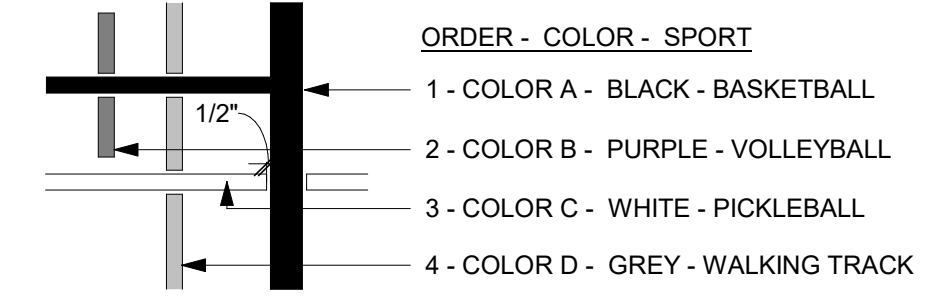 ORDER - COLOR - SPORT
1 - COLOR A - BLACK - BASKETBALL
1/2"
2 - COLOR B - PURPLE - VOLLEYBALL
3 - COLOR C - WHITE - PICKLEBALL
4 - COLOR D - GREY - WALKING TRACK